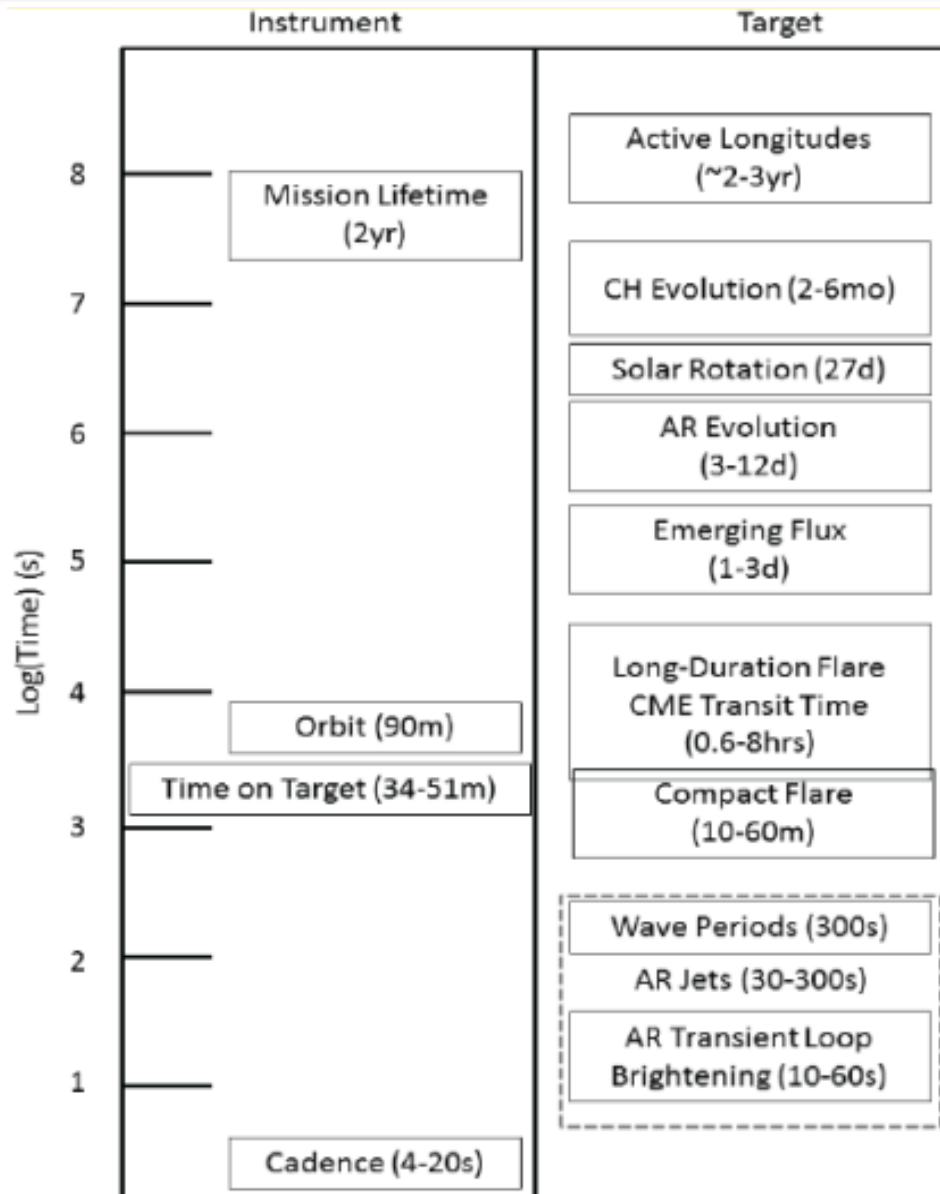 Instrument
Target
Log(Time) (s)
8
7
6
5
4
3
2
1
Mission Lifetime
(2yr)
Orbit (90m)
Time on Target (34-51m)
Cadence (4-20s)
Active Longitudes
(~2-3yr)
CH Evolution (2-6mo)
Solar Rotation (27d)
AR Evolution
(3-12d)
Emerging Flux
(1-3d)
Long-Duration Flare
CME Transit Time
(0.6-8hrs)
Compact Flare
(10-60m)
Wave Periods (300s)
AR Jets (30-300s)
AR Transient Loop
Brightening (10-60s)